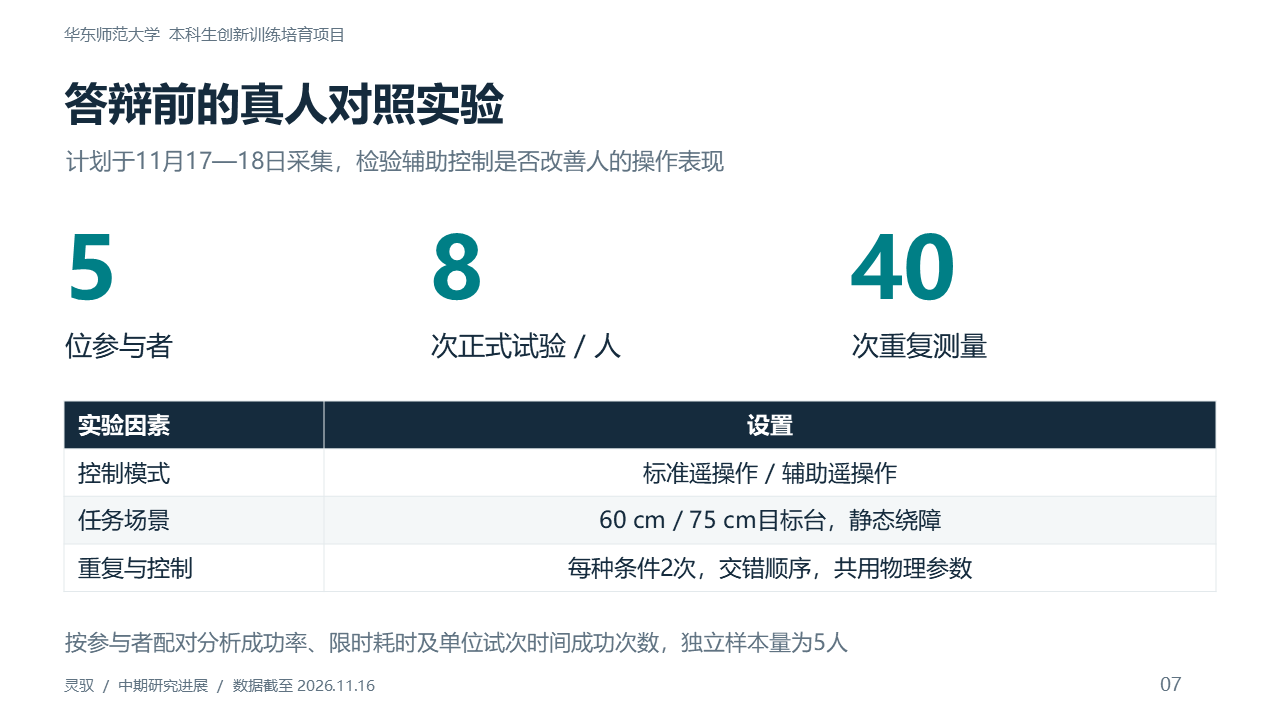 华东师范大学 本科生创新训练培育项目
答辩前的真人对照实验
计划于11月17—18日采集，检验辅助控制是否改善人的操作表现
5
位参与者
8
次正式试验 / 人
40
次重复测量
实验因素 设置
控制模式 标准遥操作 / 辅助遥操作
任务场景 60 cm / 75 cm目标台，静态绕障
重复与控制 每种条件2次，交错顺序，共用物理参数
按参与者配对分析成功率、限时耗时及单位试次时间成功次数，独立样本量为5人
灵驭 / 中期研究进展 / 数据截至 2026.11.16
07